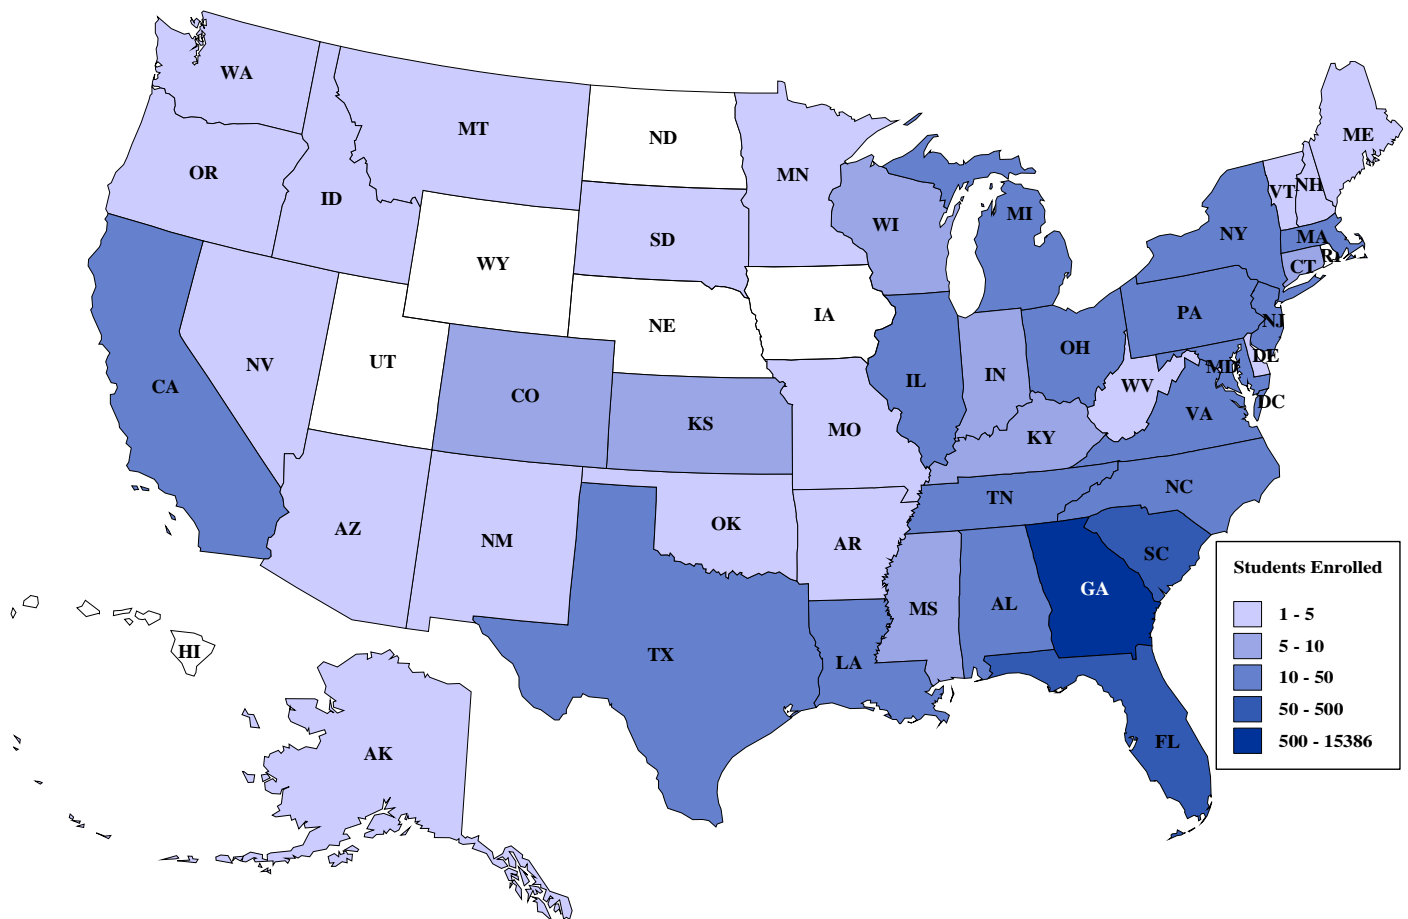 WA
MT
ND
MN
ME
OR
ID
SD
WI
MI
VT
NH
NY
MA
WY
CT
RI
IA
NE
PA
NJ
NV
UT
CO
KS
MO
IL
IN
OH
WV
MD
DE
DC
CA
VA
KY
AZ
NM
OK
AR
TN
NC
SC
MS
AL
GA
TX
LA
FL
HI
AK
Students Enrolled
1 - 5
5 - 10
10 - 50
50 - 500
500 - 15386